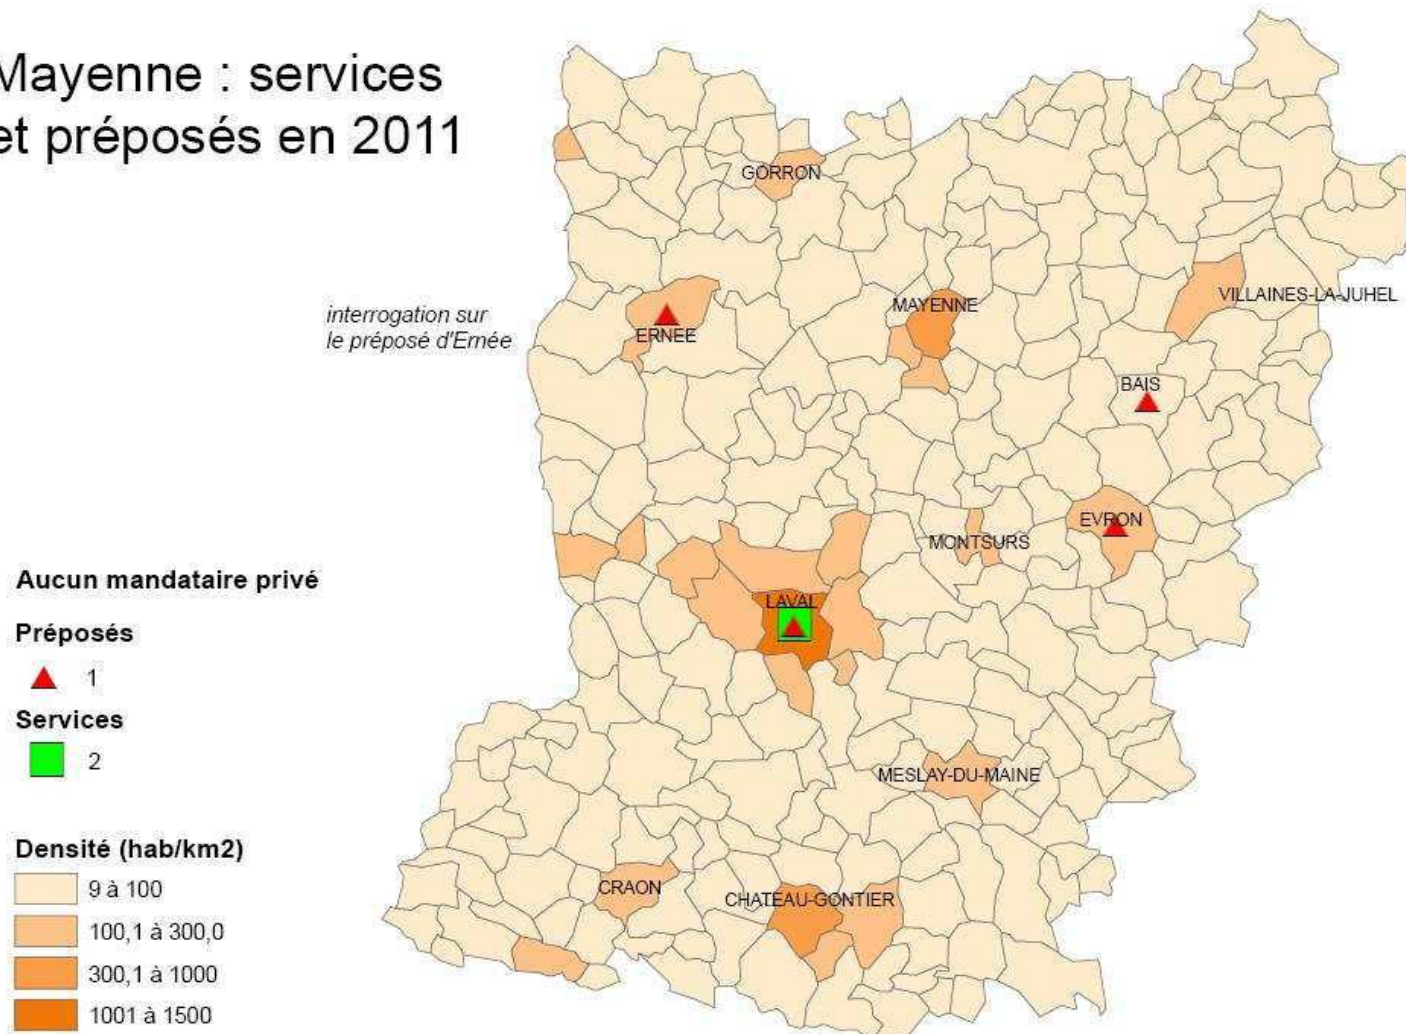 Mayenne : services
et préposés en 2011
GORRON
VILLAINES-LA-JUHEL
MAYENNE
interrogation sur
le préposé d'Ernée
ERNEE
BAIS
EVRON
MONTSURS
Aucun mandataire privé
LAVAL
Préposés
1
Services
2
MESLAY-DU-MAINE
Densité (hab/km2)
9 à 100
CRAON
CHATEAU-GONTIER
100,1 à 300,0
300,1 à 1000
1001 à 1500